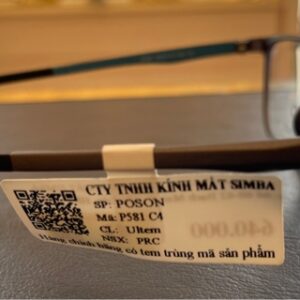 CTY TNHH KÍNH MẮT SIMBA
SP: POSON
Mã: P581 C4
CL: Ultem
NSX: PRC
Hàng chính hãng có tem trùng mã sản phẩm
640.000